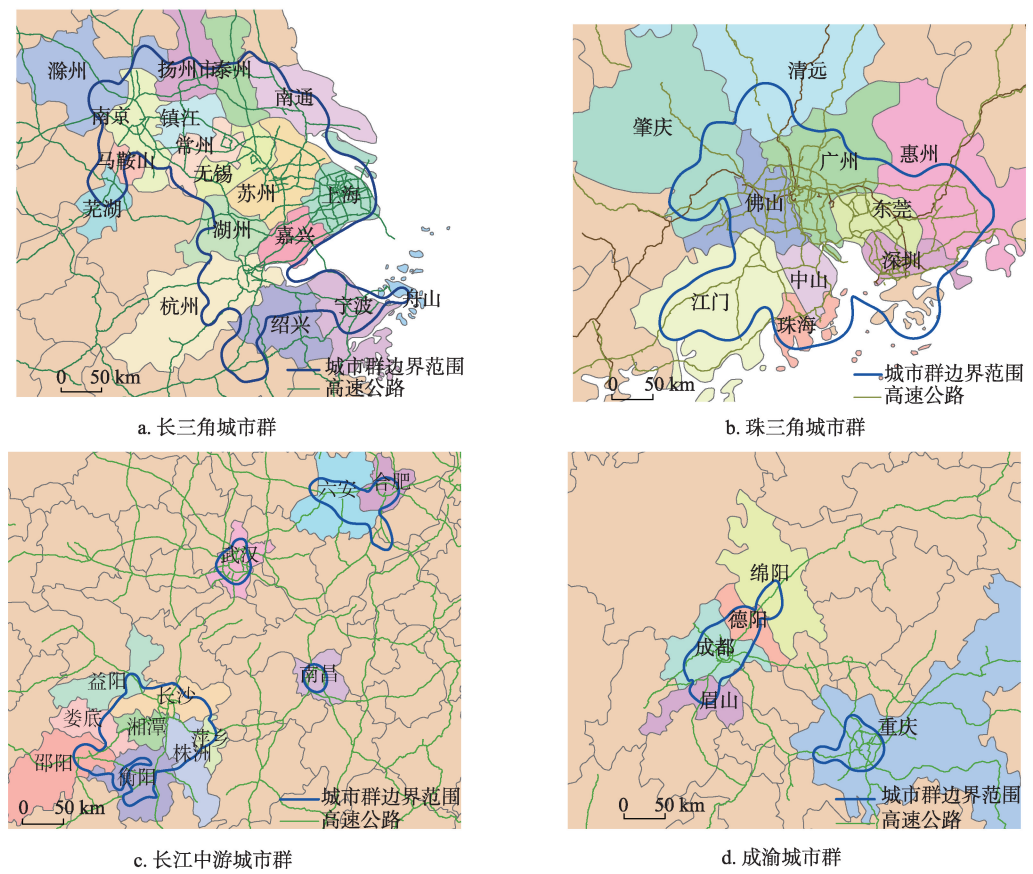 滁州
扬州市
泰州
南通
南京
镇江
常州
马鞍山
无锡
苏州
上海
芜湖
湖州
嘉兴
杭州
宁波
舟山
绍兴
0 50 km
城市群边界范围
高速公路
a. 长三角城市群
清远
肇庆
广州
惠州
佛山
东莞
深圳
中山
江门
珠海
0 50 km
城市群边界范围
高速公路
b. 珠三角城市群
六安
合肥
武汉
南昌
益阳
长沙
娄底
湘潭
萍乡
株洲
邵阳
衡阳
0 50 km
城市群边界范围
高速公路
c. 长江中游城市群
绵阳
德阳
成都
眉山
重庆
0 50 km
城市群边界范围
高速公路
d. 成渝城市群